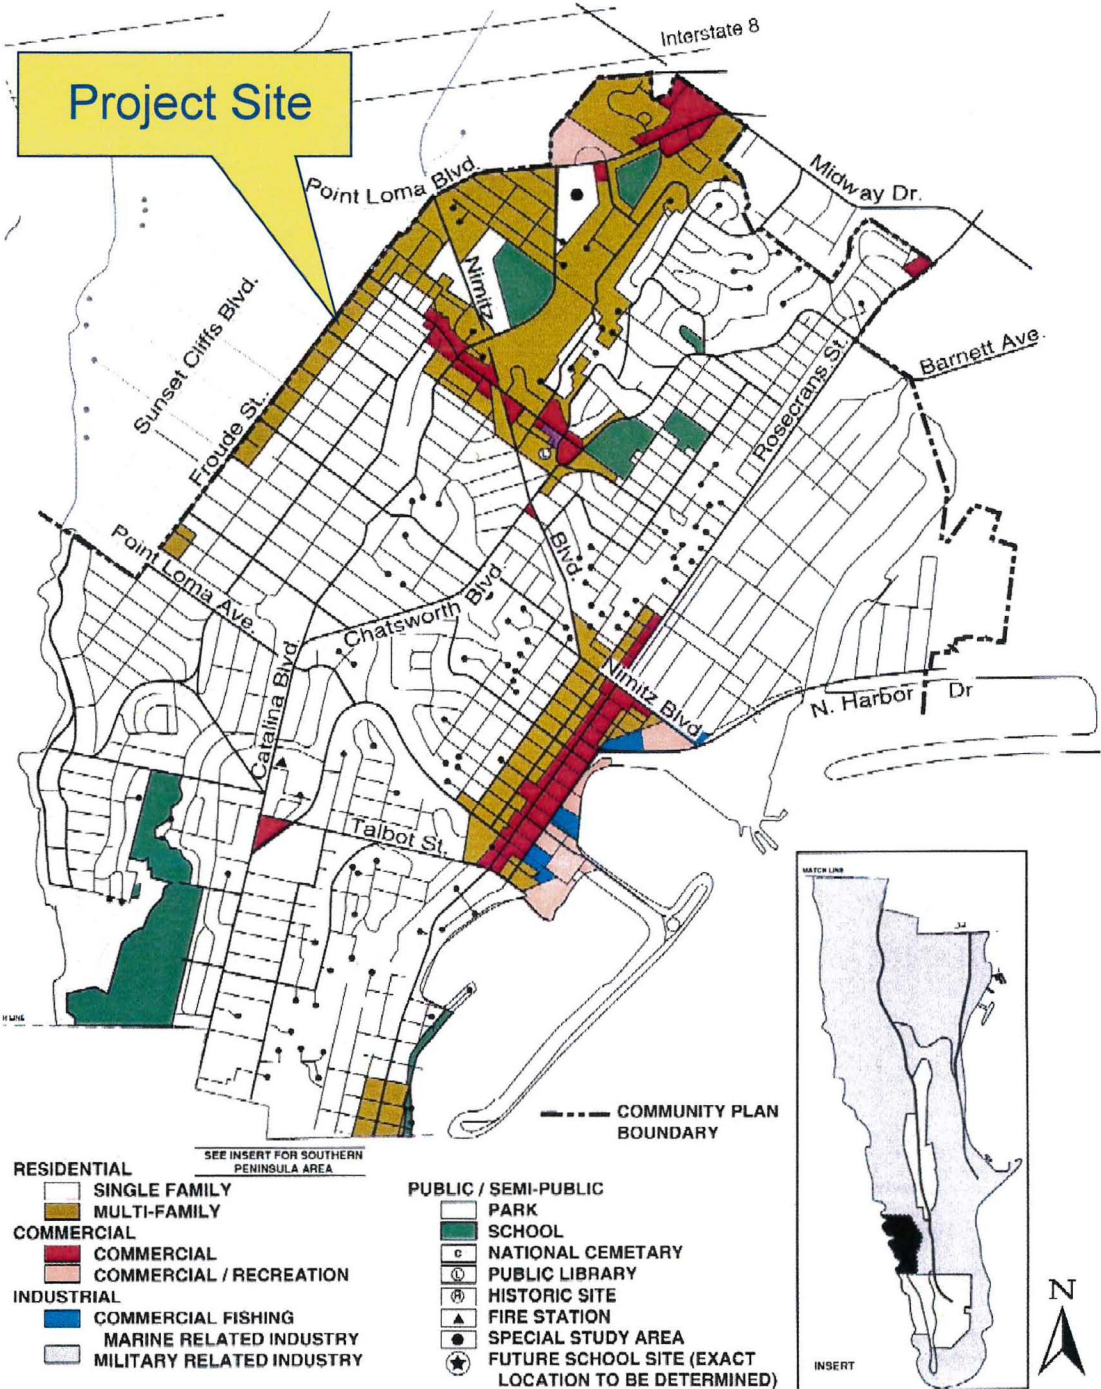 Interstate 8
Project Site
Point Loma Blvd.
Midway Dr.
Nimitz
Sunset Cliffs Blvd.
Barnett Ave.
Rosecrans St.
Froude St.
Point Loma Ave.
Blvd.
Chatsworth Blvd.
Catalina Blvd.
Nimitz Blvd.
N. Harbor Dr
Talbot St.
MATCH LINE
H LINE
COMMUNITY PLAN
BOUNDARY
SEE INSERT FOR SOUTHERN
PENINSULA AREA
RESIDENTIAL
SINGLE FAMILY
MULTI-FAMILY
COMMERCIAL
COMMERCIAL
COMMERCIAL / RECREATION
INDUSTRIAL
COMMERCIAL FISHING
MARINE RELATED INDUSTRY
MILITARY RELATED INDUSTRY
PUBLIC / SEMI-PUBLIC
PARK
SCHOOL
C NATIONAL CEMETARY
L PUBLIC LIBRARY
H HISTORIC SITE
FIRE STATION
SPECIAL STUDY AREA
FUTURE SCHOOL SITE (EXACT
LOCATION TO BE DETERMINED)
INSERT
N